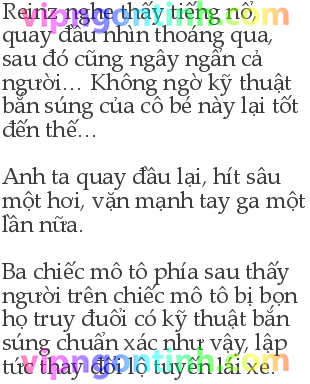 Reinz nghe thấy tiếng nổ
quay đầu nhìn thoáng qua,
sau đó cũng ngây ngẩn cả
người... Không ngờ kỹ thuật
bắn súng của cô bé này lại tốt
đến thế...

Anh ta quay đầu lại, hít sâu
một hơi, vặn mạnh tay ga một
lần nữa.

Ba chiếc mô tô phía sau thấy
người trên chiếc mô tô bị bọn
họ truy đuổi có kỹ thuật bắn
súng chuẩn xác như vậy, lập
tức thay đổi lộ tuyến lái xe.
vipngontinh.com
vipngontinh.com
vipngontinh.com